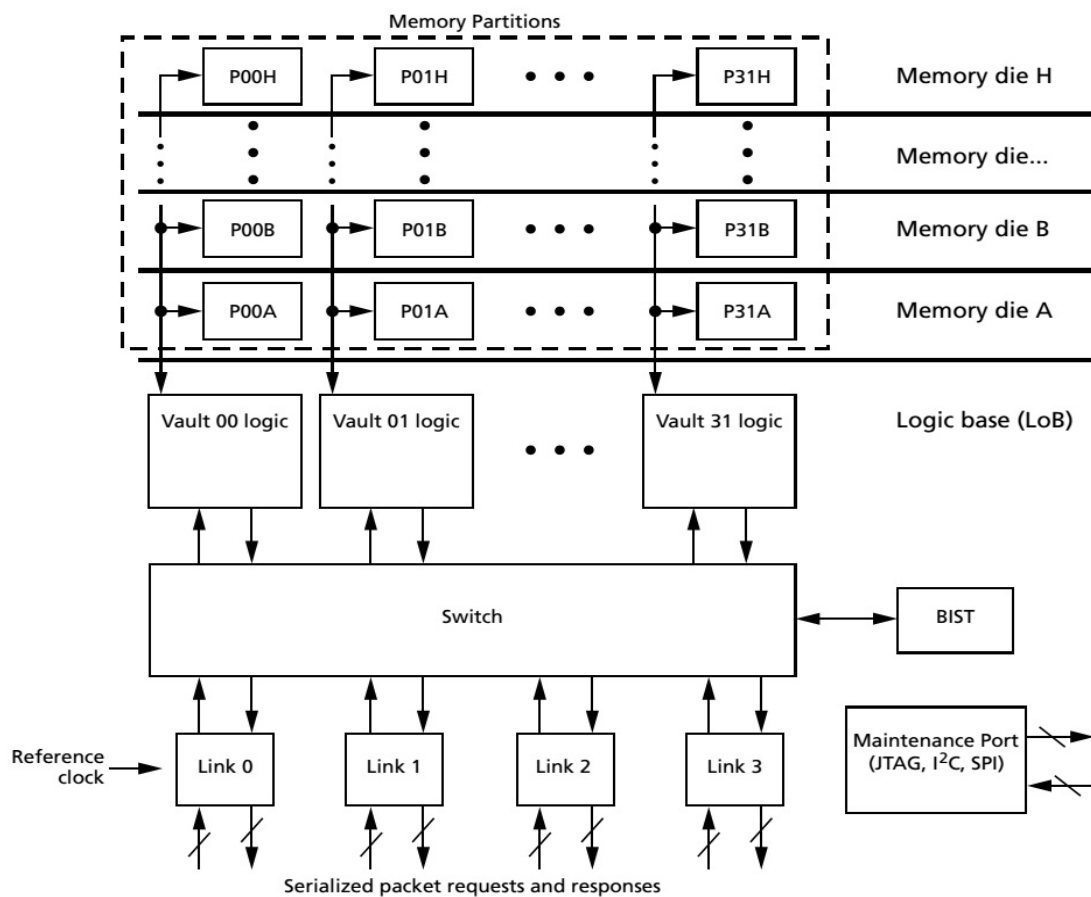 Memory Partitions
P00H
P01H
P31H
Memory die H
Memory die...
P00B
P01B
P31B
Memory die B
P00A
P01A
P31A
Memory die A
Vault 00 logic
Vault 01 logic
Vault 31 logic
Logic base (LoB)
Switch
BIST
Reference
clock
Link 0
Link 1
Link 2
Link 3
Maintenance Port
(JTAG, I²C, SPI)
Serialized packet requests and responses